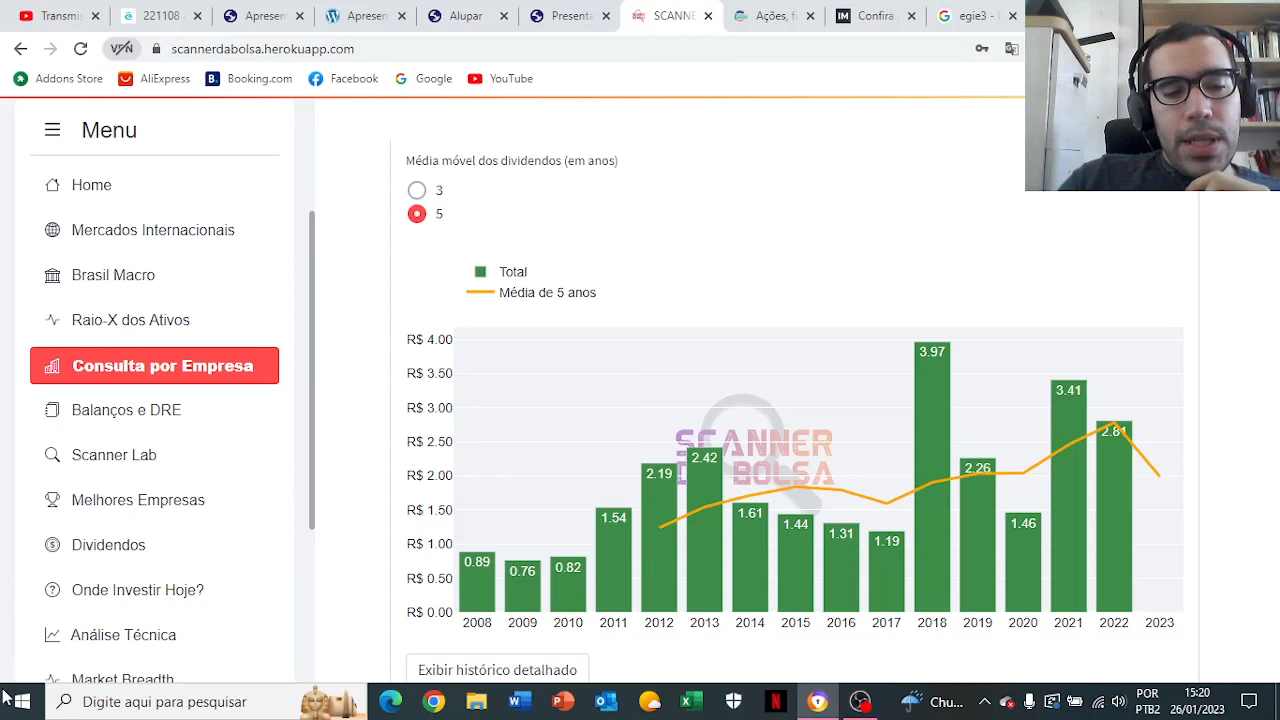 Transmis
221108
Apresen
Apresen
Alupar
Presenta
SCANNE
Ações, f
Confira
egie3 -
VPN
scannerdabolsa.herokuapp.com
Addons Store
AliExpress
B.
Booking.com
Facebook
Google
YouTube
Menu
Home
Mercados Internacionais
Brasil Macro
Raio-X dos Ativos
Consulta por Empresa
Balanços e DRE
Scanner Lab
Melhores Empresas
Dividendos
Onde Investir Hoje?
Análise Técnica
Market Breadth
Média móvel dos dividendos (em anos)
3
5
Total
Média de 5 anos
R$ 4.00
R$ 3.50
R$ 3.00
R$ 2.50
R$ 2.00
R$ 1.50
R$ 1.00
R$ 0.50
R$ 0.00
SCANNER
DA BOLSA
0.89
0.76
0.82
1.54
2.19
2.42
1.61
1.44
1.31
1.19
3.97
2.26
1.46
3.41
2.81
2008 2009 2010 2011 2012 2013 2014 2015 2016 2017 2018 2019 2020 2021 2022 2023
Exibir histórico detalhado
Digite aqui para pesquisar
Chu...
POR
PTB2
15:20
26/01/2023